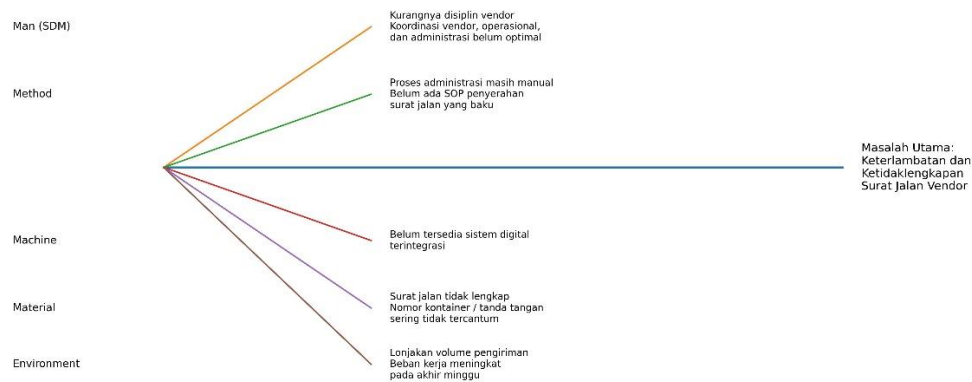 Man (SDM)
Kurangnya disiplin vendor
Koordinasi vendor, operasional,
dan administrasi belum optimal
Method
Proses administrasi masih manual
Belum ada SOP penyerahan
surat jalan yang baku
Masalah Utama:
Keterlambatan dan
Ketidaklengkapan
Surat Jalan Vendor
Machine
Belum tersedia sistem digital
terintegrasi
Material
Surat jalan tidak lengkap
Nomor kontainer / tanda tangan
sering tidak tercantum
Environment
Lonjakan volume pengiriman
Beban kerja meningkat
pada akhir minggu